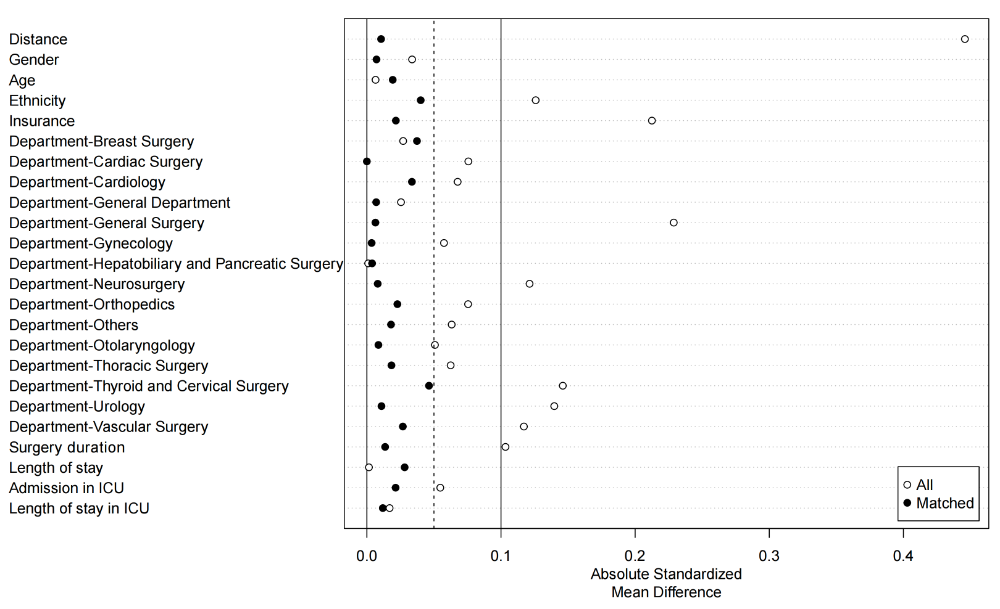 Distance
Gender
Age
Ethnicity
Insurance
Department-Breast Surgery
Department-Cardiac Surgery
Department-Cardiology
Department-General Department
Department-General Surgery
Department-Gynecology
Department-Hepatobiliary and Pancreatic Surgery
Department-Neurosurgery
Department-Orthopedics
Department-Others
Department-Otolaryngology
Department-Thoracic Surgery
Department-Thyroid and Cervical Surgery
Department-Urology
Department-Vascular Surgery
Surgery duration
Length of stay
Admission in ICU
Length of stay in ICU
All
Matched
0.0 0.1 0.2 0.3 0.4
Absolute Standardized
Mean Difference